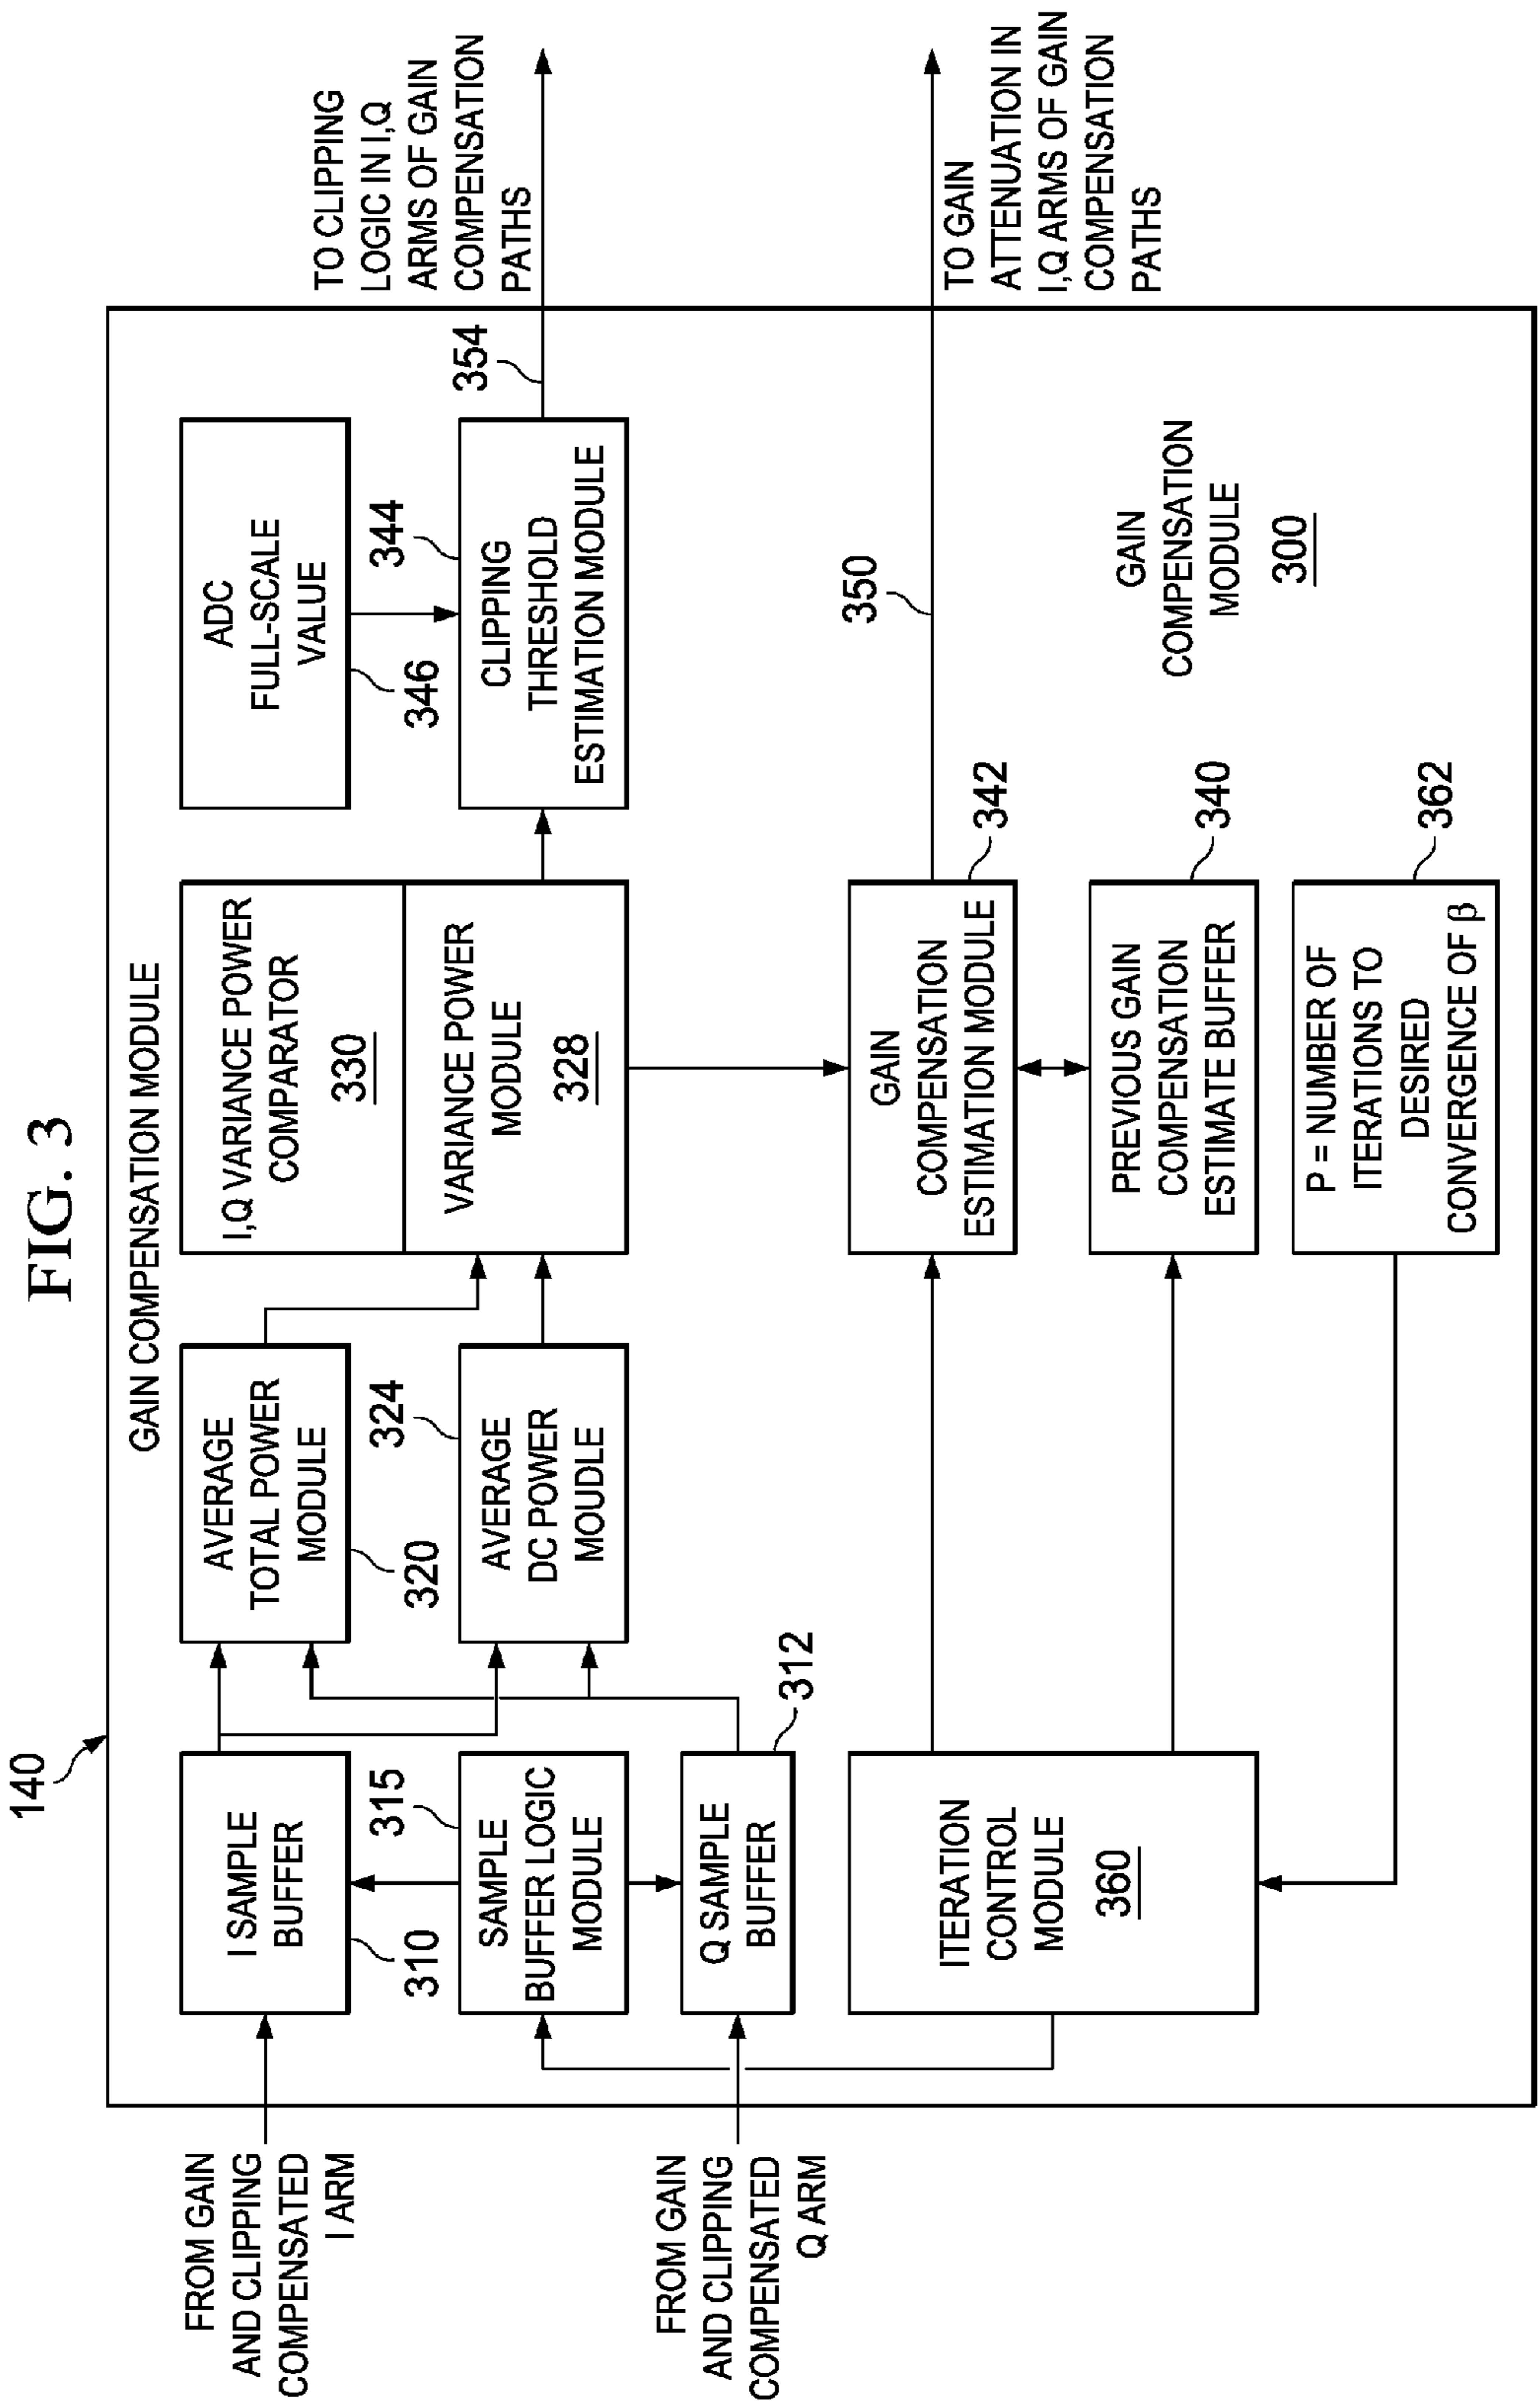 FIG. 3
140
GAIN COMPENSATION MODULE
FROM GAIN
AND CLIPPING
COMPENSATED
I ARM
I SAMPLE
BUFFER
310
AVERAGE
TOTAL POWER
MODULE
320
I,Q VARIANCE POWER
COMPARATOR
330
ADC
FULL-SCALE
VALUE
346
TO CLIPPING
LOGIC IN I,Q
ARMS OF GAIN
COMPENSATION
PATHS
315
SAMPLE
BUFFER LOGIC
MODULE
324
AVERAGE
DC POWER
MOUDLE
VARIANCE POWER
MODULE
328
344
CLIPPING
THRESHOLD
ESTIMATION MODULE
354
FROM GAIN
AND CLIPPING
COMPENSATED
Q ARM
Q SAMPLE
BUFFER
312
ITERATION
CONTROL
MODULE
360
GAIN
COMPENSATION
ESTIMATION MODULE
342
350
TO GAIN
ATTENUATION IN
I,Q ARMS OF GAIN
COMPENSATION
PATHS
PREVIOUS GAIN
COMPENSATION
ESTIMATE BUFFER
340
GAIN
COMPENSATION
MODULE
300
P = NUMBER OF
ITERATIONS TO
DESIRED
CONVERGENCE OF β
362